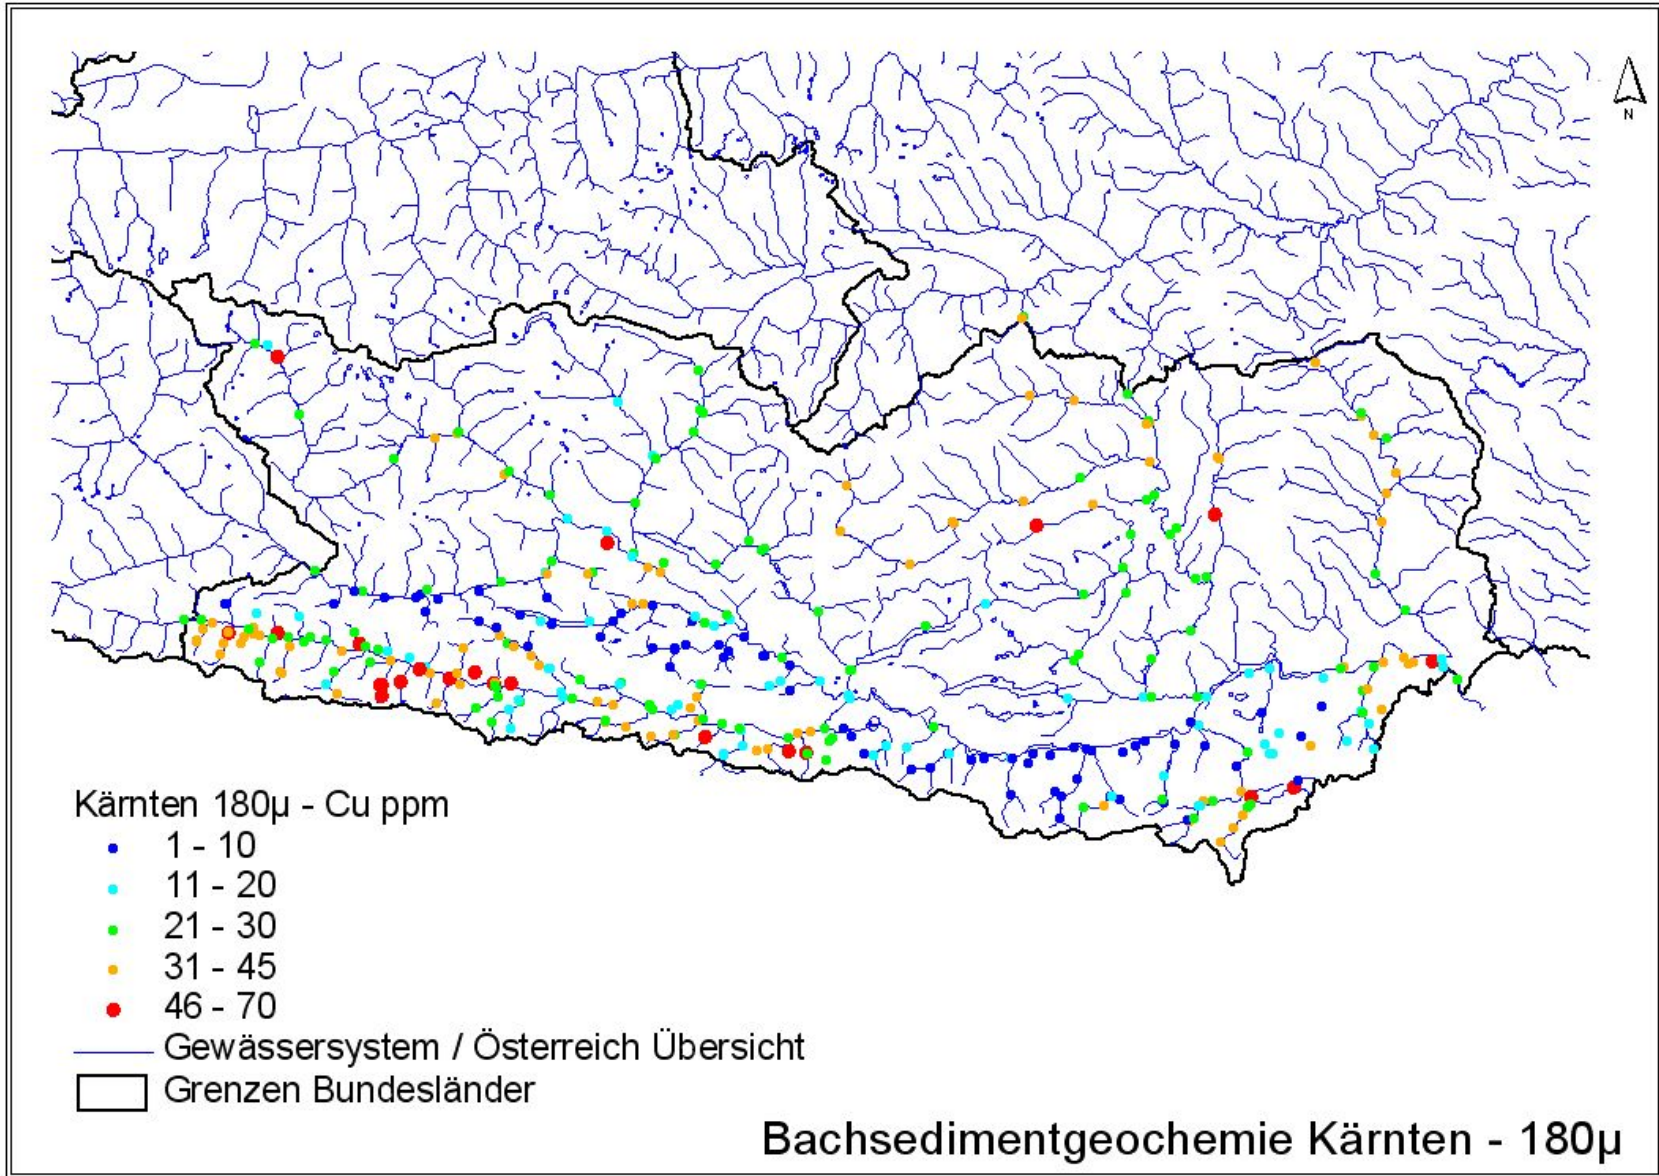 N
Kärnten 180µ - Cu ppm
1 - 10
11 - 20
21 - 30
31 - 45
46 - 70
Gewässersystem / Österreich Übersicht
Grenzen Bundesländer
Bachsedimentgeochemie Kärnten - 180µ